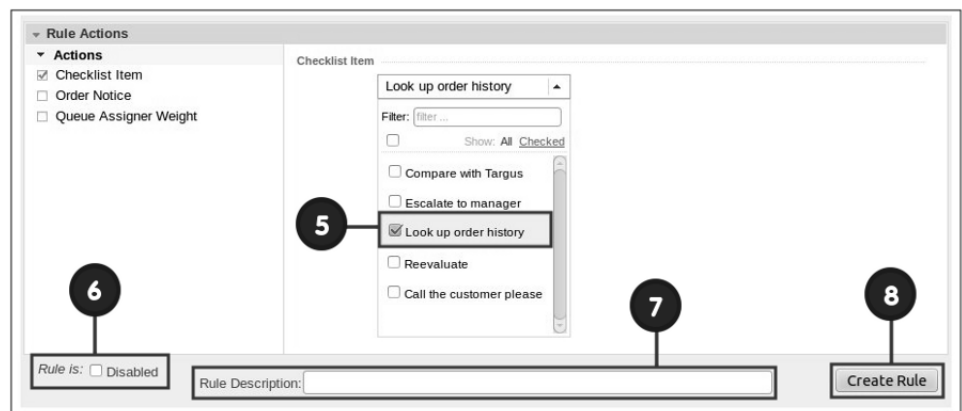 Rule Actions
Actions
Checklist Item
Order Notice
Queue Assigner Weight
Checklist Item
Look up order history
Filter: filter ...
Show: All Checked
Compare with Targus
Escalate to manager
5
Look up order history
Reevaluate
Call the customer please
6
7
8
Rule is: Disabled
Rule Description:
Create Rule